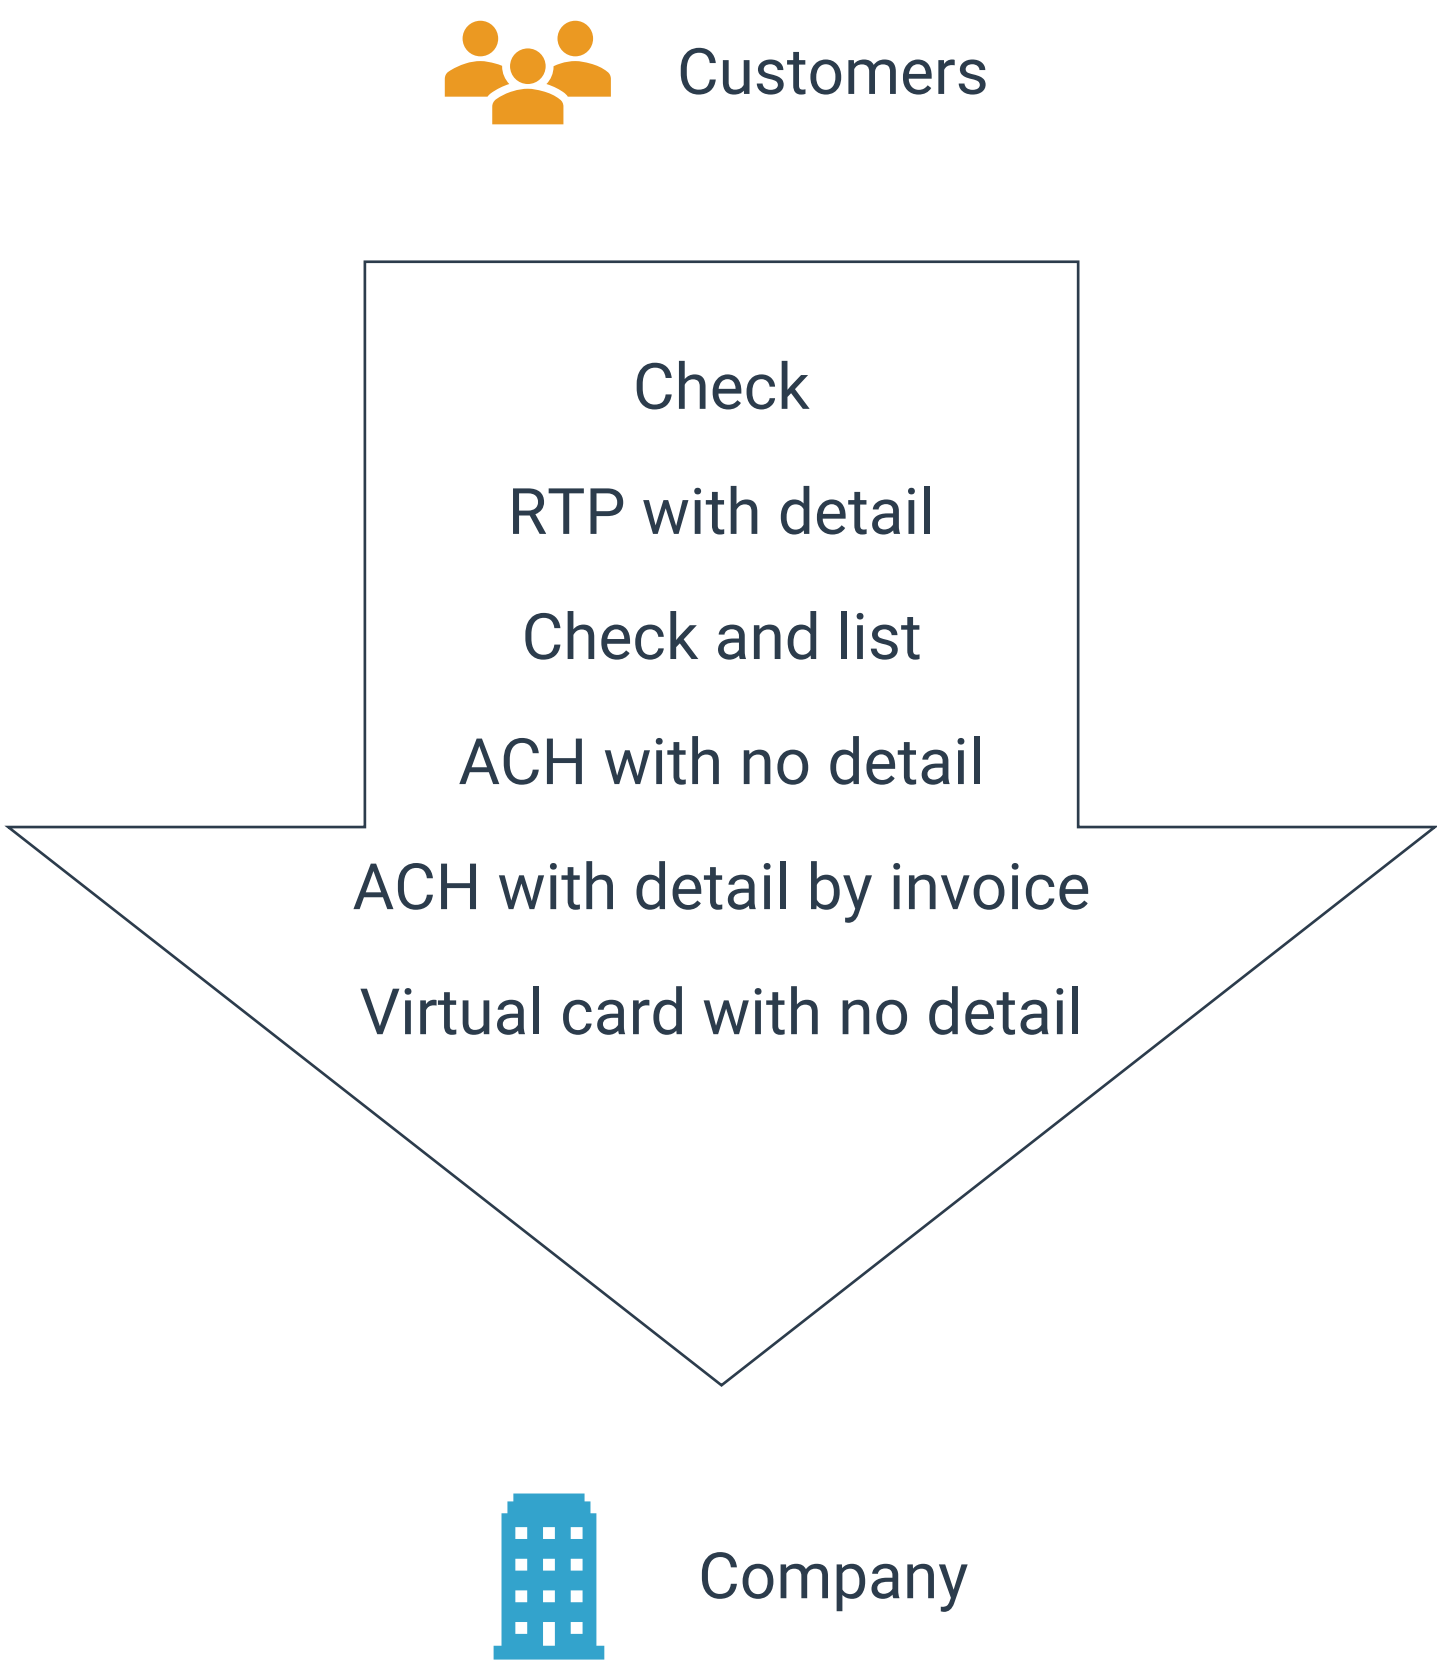 Customers
Check
RTP with detail
Check and list
ACH with no detail
ACH with detail by invoice
Virtual card with no detail
Company